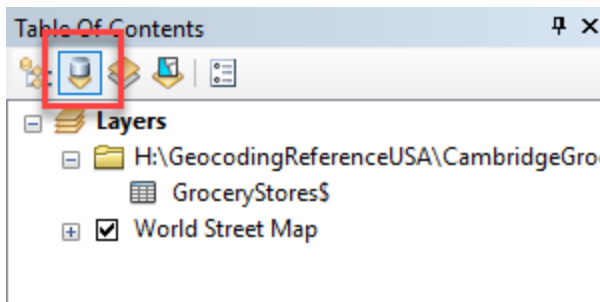 Table Of Contents
Layers
H:\GeocodingReferenceUSA\CambridgeGro
GroceryStores$
World Street Map